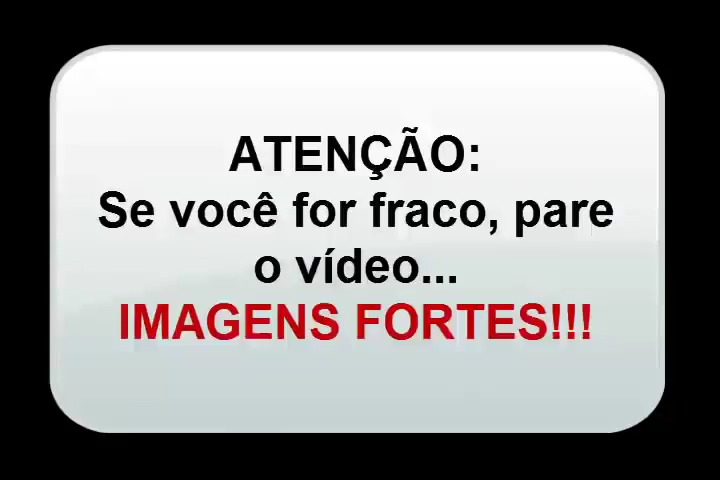 ATENÇÃO:
Se você for fraco, pare
o vídeo...
IMAGENS FORTES!!!